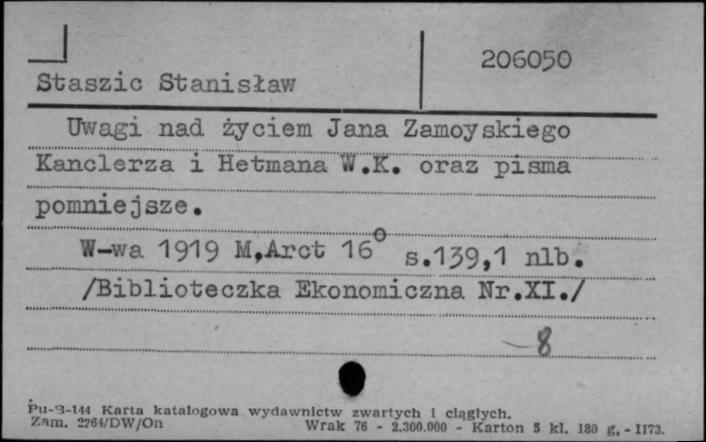 206050
Staszic Stanisław
Uwagi nad życiem Jana Zamoyskiego
Kanclerza i Hetmana W.K. oraz pisma
pomniejsze.
W-wa 1919 M,Arct 16° s.139,1 nlb.
/Biblioteczka Ekonomiczna Nr.XI./
— 8
Pu-B-144 Karta katalogowa wydawnictw zwartych i ciągłych.
Zam. 2264/DW/On Wrak 76 - 2.300.000 - Karton 5 kl. 180 g, - II73.